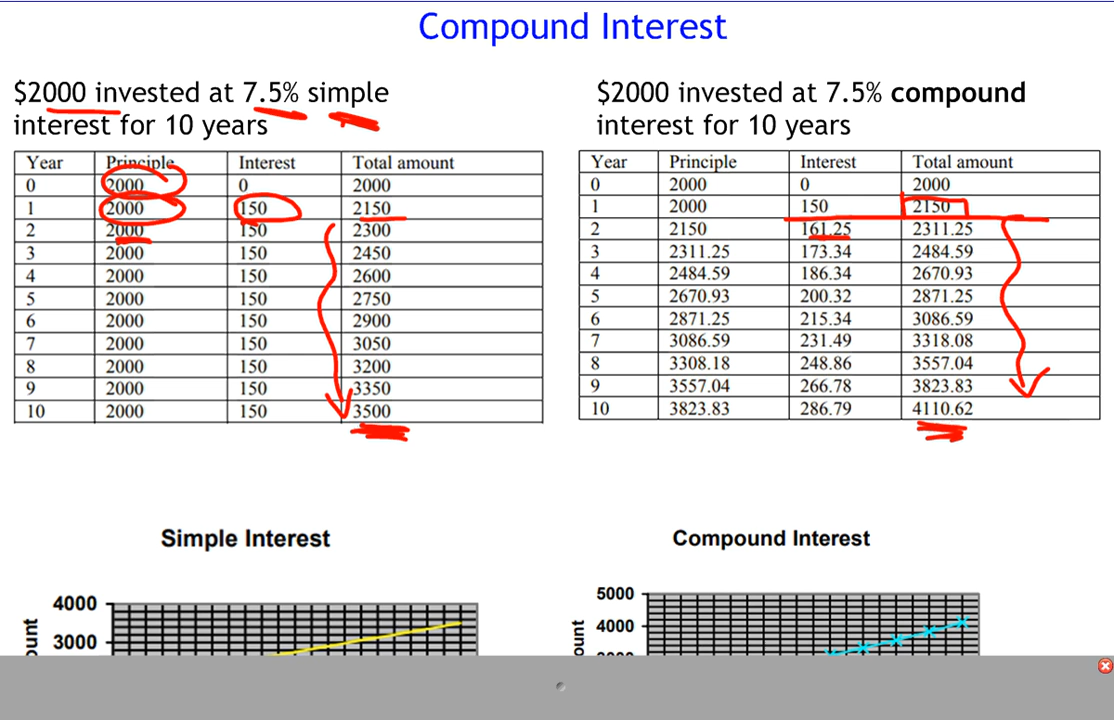 Compound Interest
$2000 invested at 7.5% simple
interest for 10 years
Year Principle Interest Total amount
0 2000 0 2000
1 2000 150 2150
2 2000 150 2300
3 2000 150 2450
4 2000 150 2600
5 2000 150 2750
6 2000 150 2900
7 2000 150 3050
8 2000 150 3200
9 2000 150 3350
10 2000 150 3500
$2000 invested at 7.5% compound
interest for 10 years
Year Principle Interest Total amount
0 2000 0 2000
1 2000 150 2150
2 2150 161.25 2311.25
3 2311.25 173.34 2484.59
4 2484.59 186.34 2670.93
5 2670.93 200.32 2871.25
6 2871.25 215.34 3086.59
7 3086.59 231.49 3318.08
8 3308.18 248.86 3557.04
9 3557.04 266.78 3823.83
10 3823.83 286.79 4110.62
Simple Interest
4000
3000
Compound Interest
5000
4000